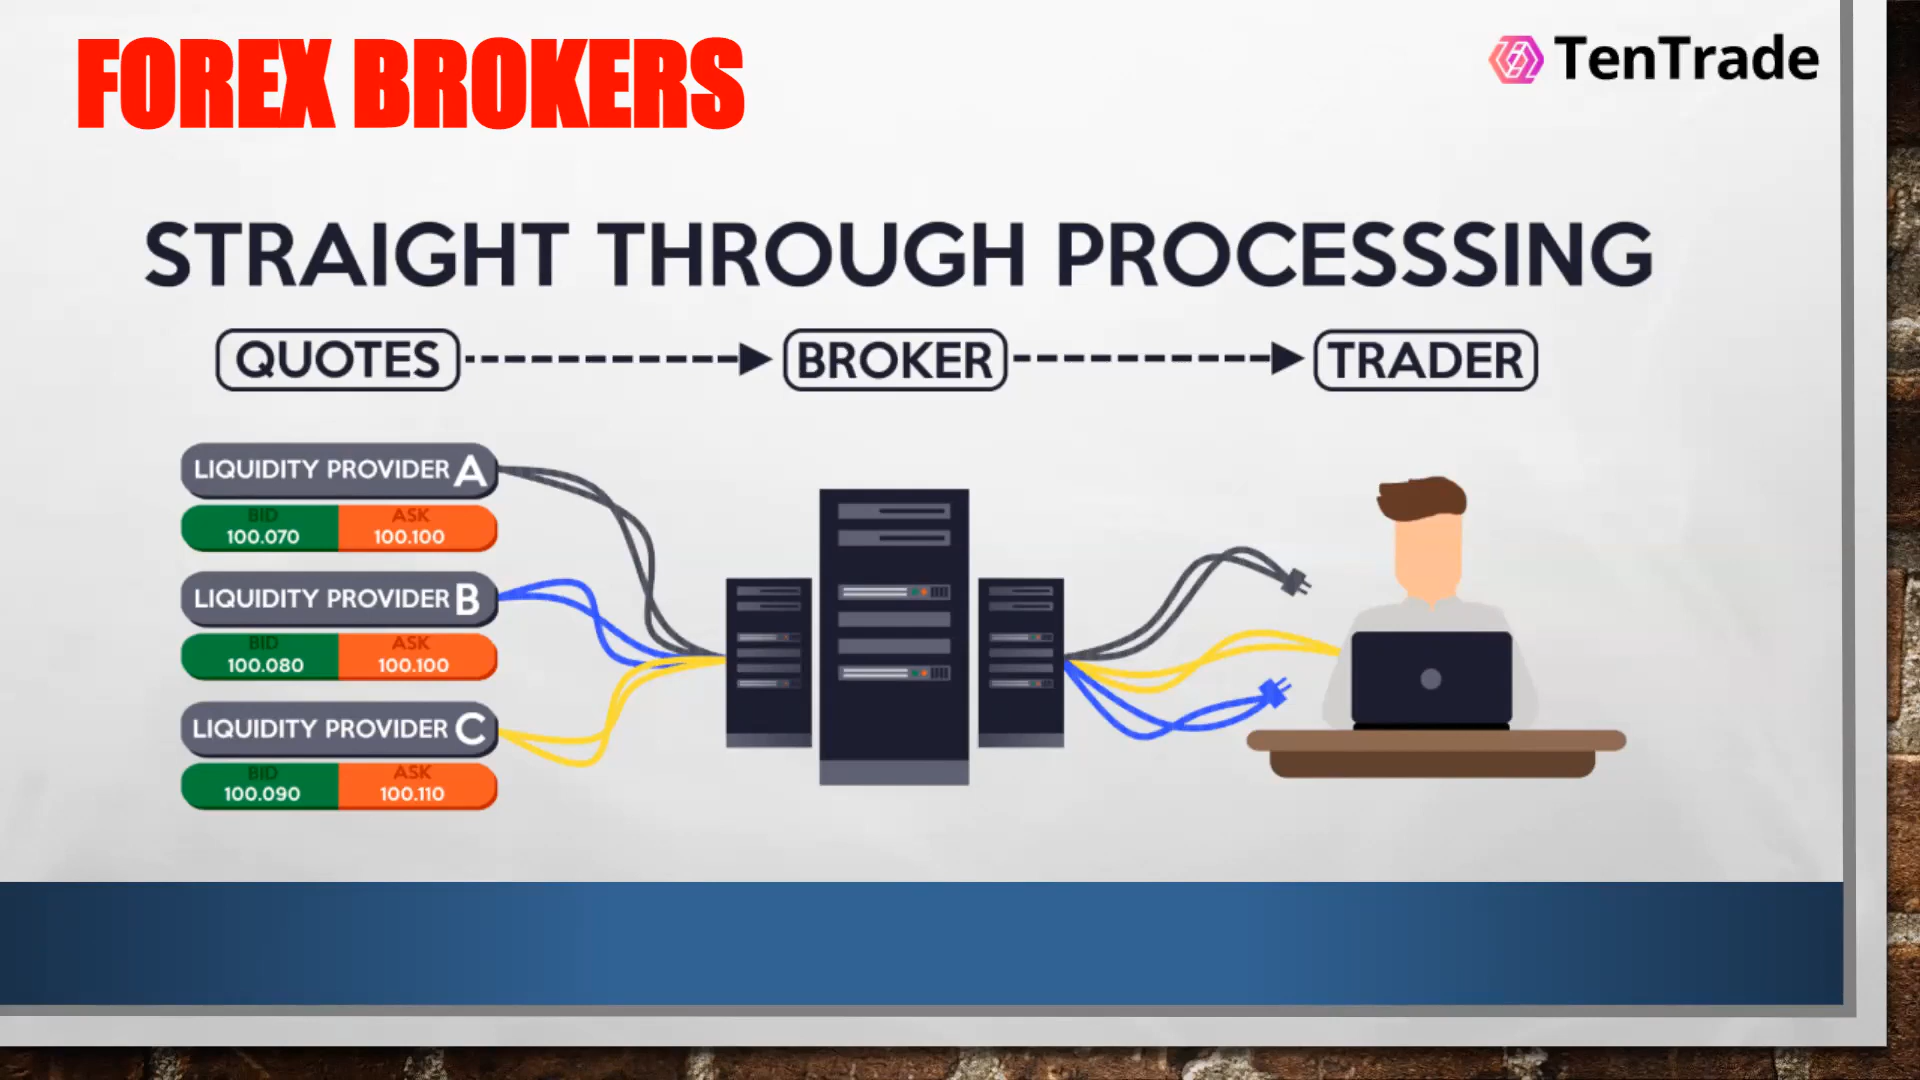 FOREX BROKERS
TenTrade
STRAIGHT THROUGH PROCESSSING
QUOTES BROKER TRADER
LIQUIDITY PROVIDER A
BID ASK
100.070 100.100
LIQUIDITY PROVIDER B
BID ASK
100.080 100.100
LIQUIDITY PROVIDER C
BID ASK
100.090 100.110